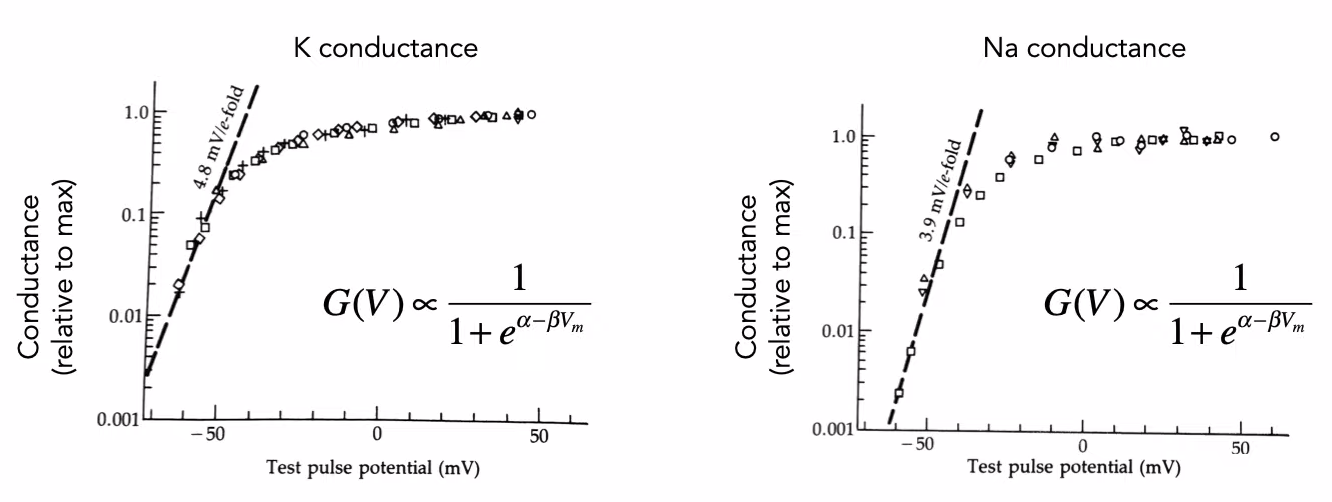 K conductance
Conductance
(relative to max)
1.0
0.1
0.01
0.001
4.8 mV/e-fold
G(V) ∝ 1 / (1 + e^{α−βV_m})
−50
0
50
Test pulse potential (mV)
Na conductance
Conductance
(relative to max)
1.0
0.1
0.01
0.001
3.9 mV/e-fold
G(V) ∝ 1 / (1 + e^{α−βV_m})
−50
0
50
Test pulse potential (mV)